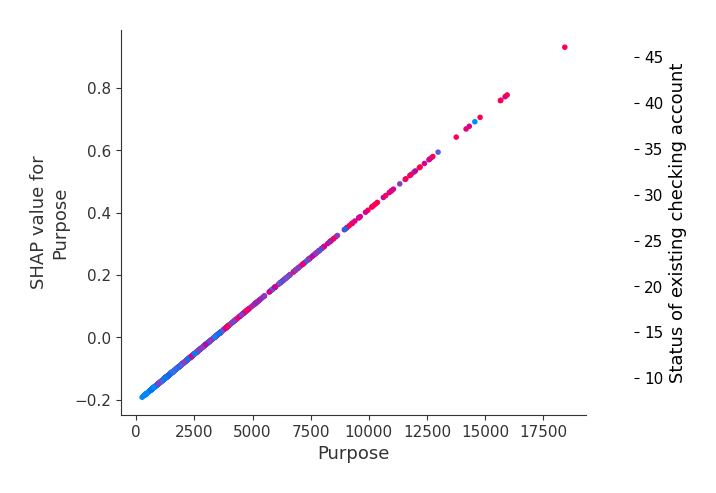 SHAP value for
Purpose
0.8
0.6
0.4
0.2
0.0
−0.2
0 2500 5000 7500 10000 12500 15000 17500
Purpose
45
40
35
30
25
20
15
10
Status of existing checking account